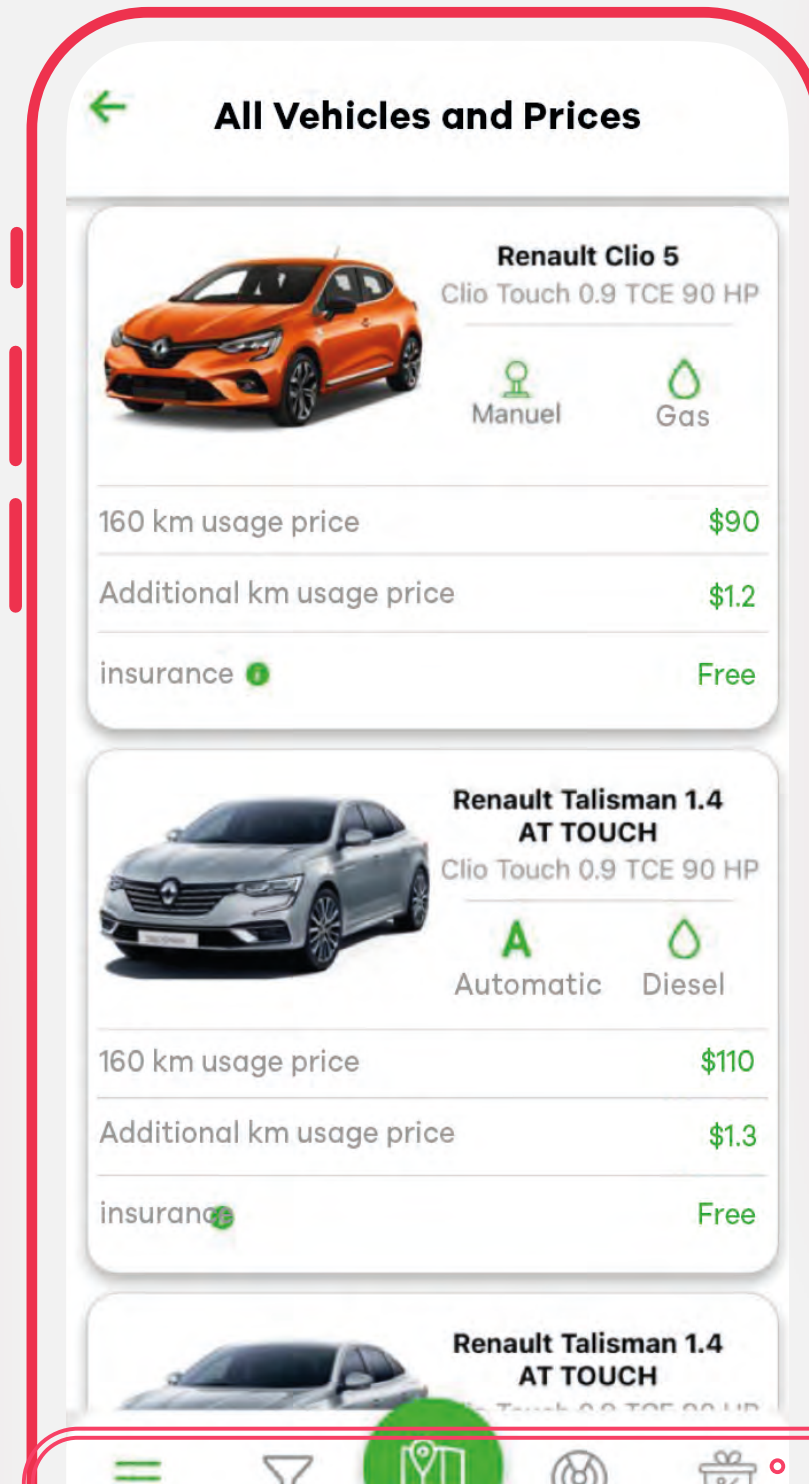 All Vehicles and Prices
Renault Clio 5
Clio Touch 0.9 TCE 90 HP
Manuel
Gas
160 km usage price
$90
Additional km usage price
$1.2
insurance
Free
Renault Talisman 1.4
AT TOUCH
Clio Touch 0.9 TCE 90 HP
A
Automatic
Diesel
160 km usage price
$110
Additional km usage price
$1.3
insurance
Free
Renault Talisman 1.4
AT TOUCH